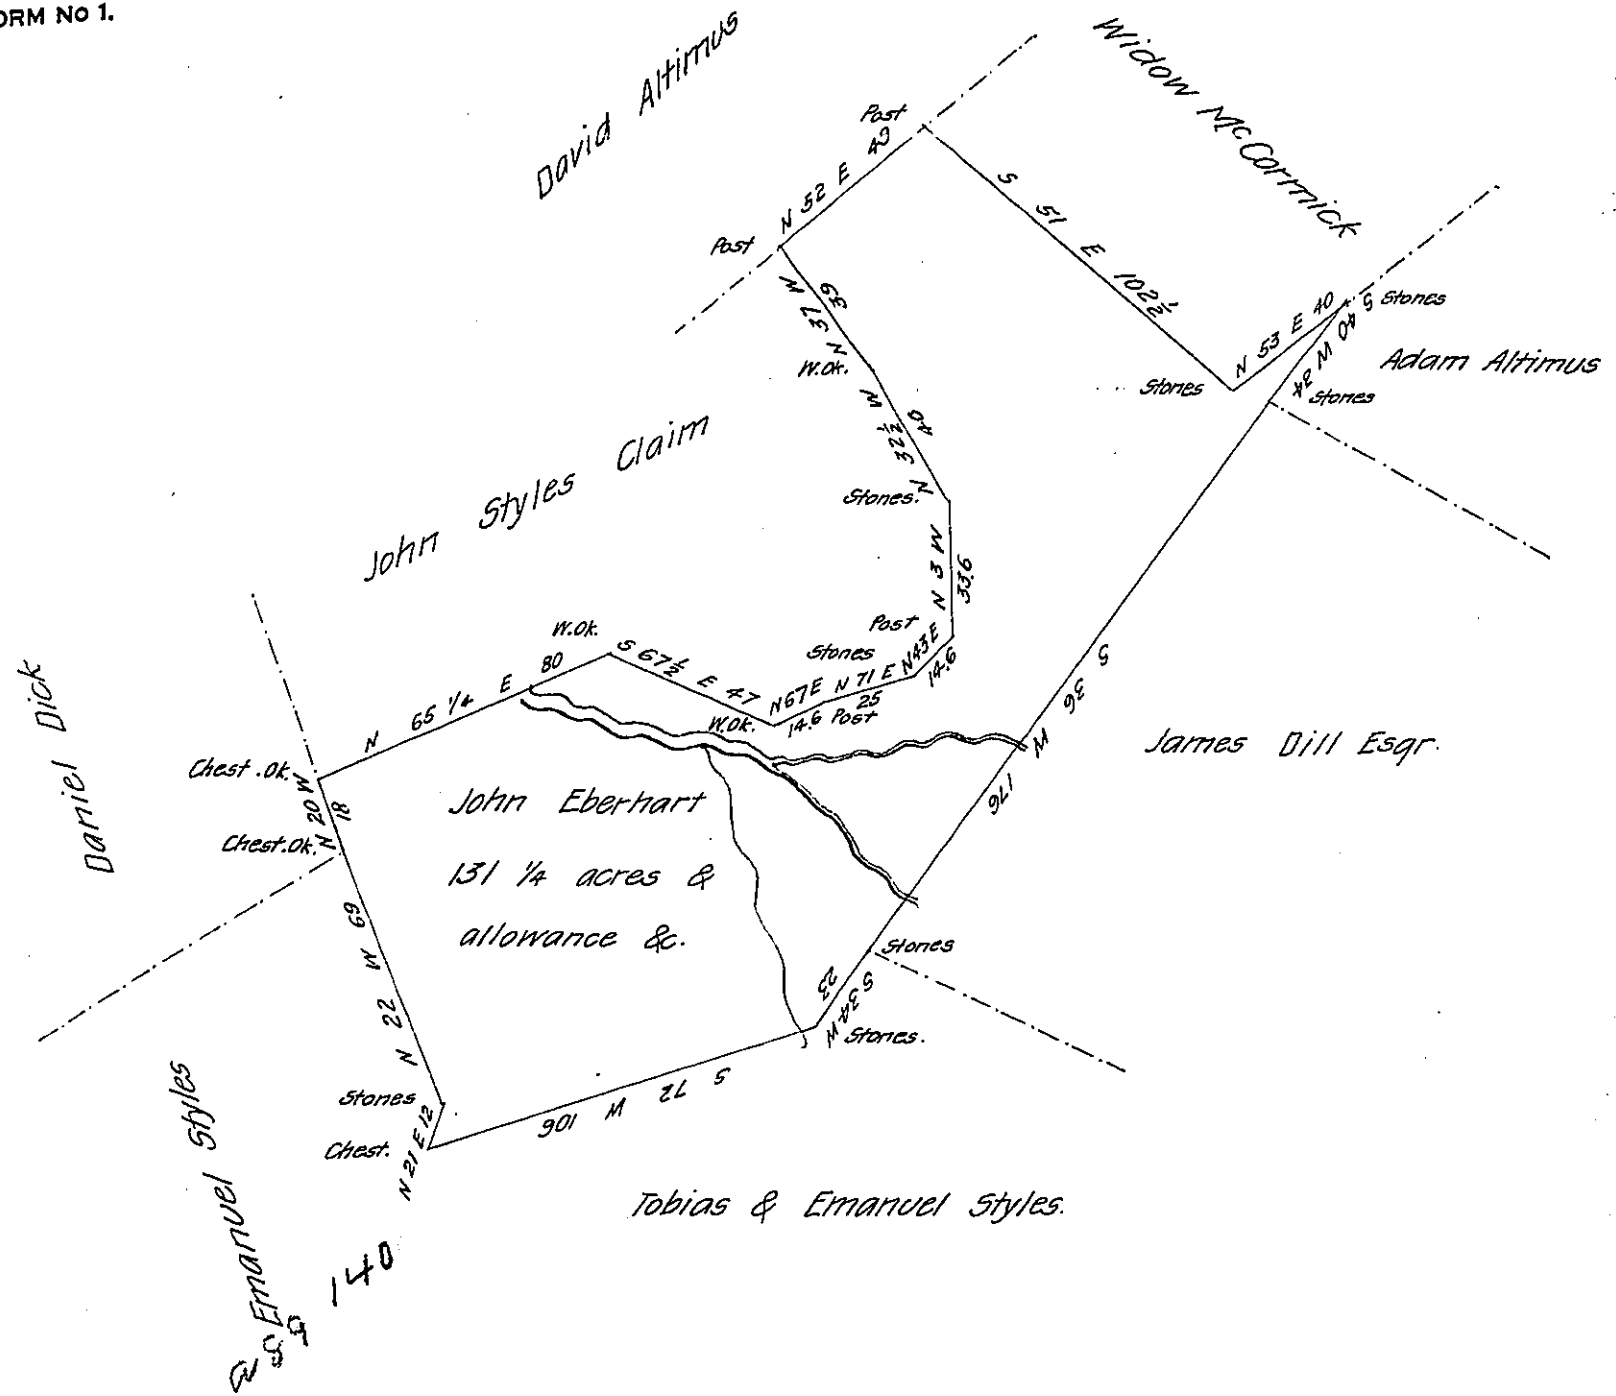 ORM No 1.
David Altimus
Widow McCormick
Post
N 52 E 42
Post
S 51 E 102½
N 37 W 39
W.Ok.
N 53 E 40
Stones
Stones
S 40 W 34
Adam Altimus
Stones
N 32½ W 40
Stones.
John Styles Claim
N 3 W 33.6
Post
N43E 14.6
Stones
N 71 E 25
Post
N67E 14.6
W.Ok.
S 67½ E 47
W.Ok.
N 65 ¼ E 80
Daniel Dick
Chest.Ok.
N 20 W 18
Chest.Ok.
S 36 W 176
James Dill Esqr.
John Eberhart
131 ¼ acres &
allowance &c.
N 22 W 69
Stones
S 34 W 23
Stones.
Stones
Chest.
N 21 E 12
S 72 W 106
Tobias & Emanuel Styles.
Emanuel Styles
140